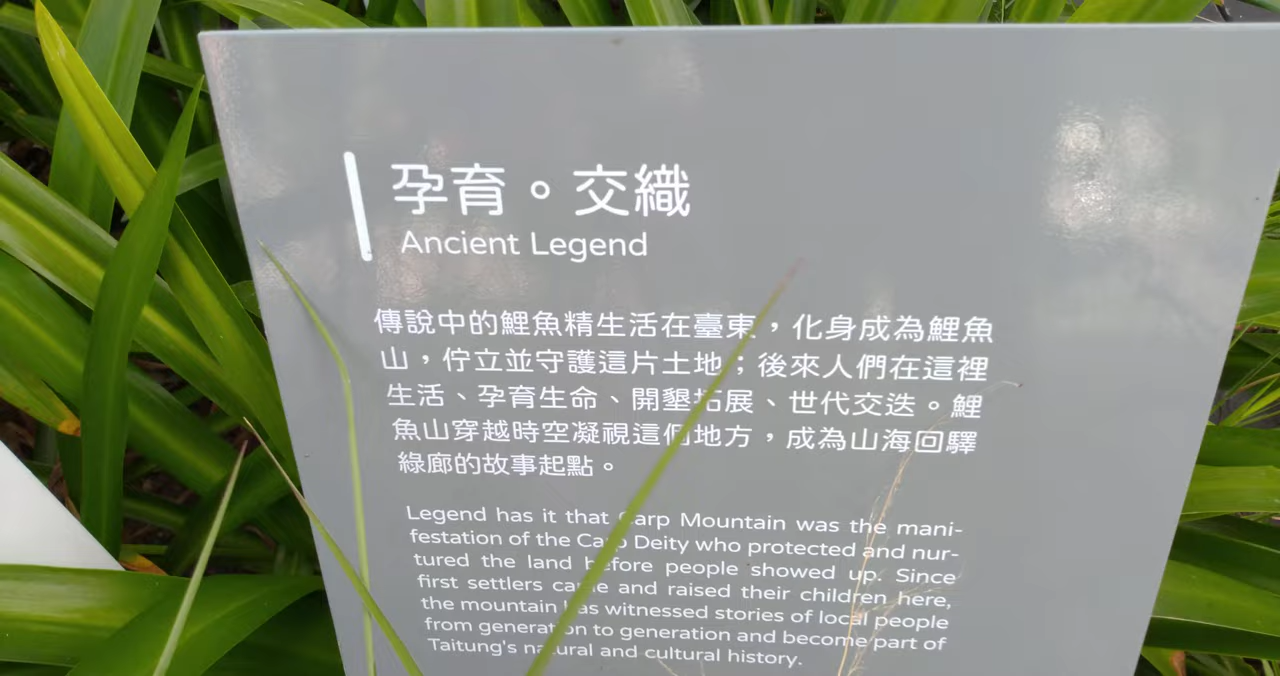 孕育。交織
Ancient Legend
傳說中的鯉魚精生活在臺東，化身成為鯉魚
山，佇立並守護這片土地；後來人們在這裡
生活、孕育生命、開墾拓展、世代交迭。鯉
魚山穿越時空凝視這個地方，成為山海回驛
綠廊的故事起點。
Legend has it that Carp Mountain was the mani-
festation of the Carp Deity who protected and nur-
tured the land before people showed up. Since
first settlers came and raised their children here,
the mountain has witnessed stories of local people
from generation to generation and become part of
Taitung's natural and cultural history.